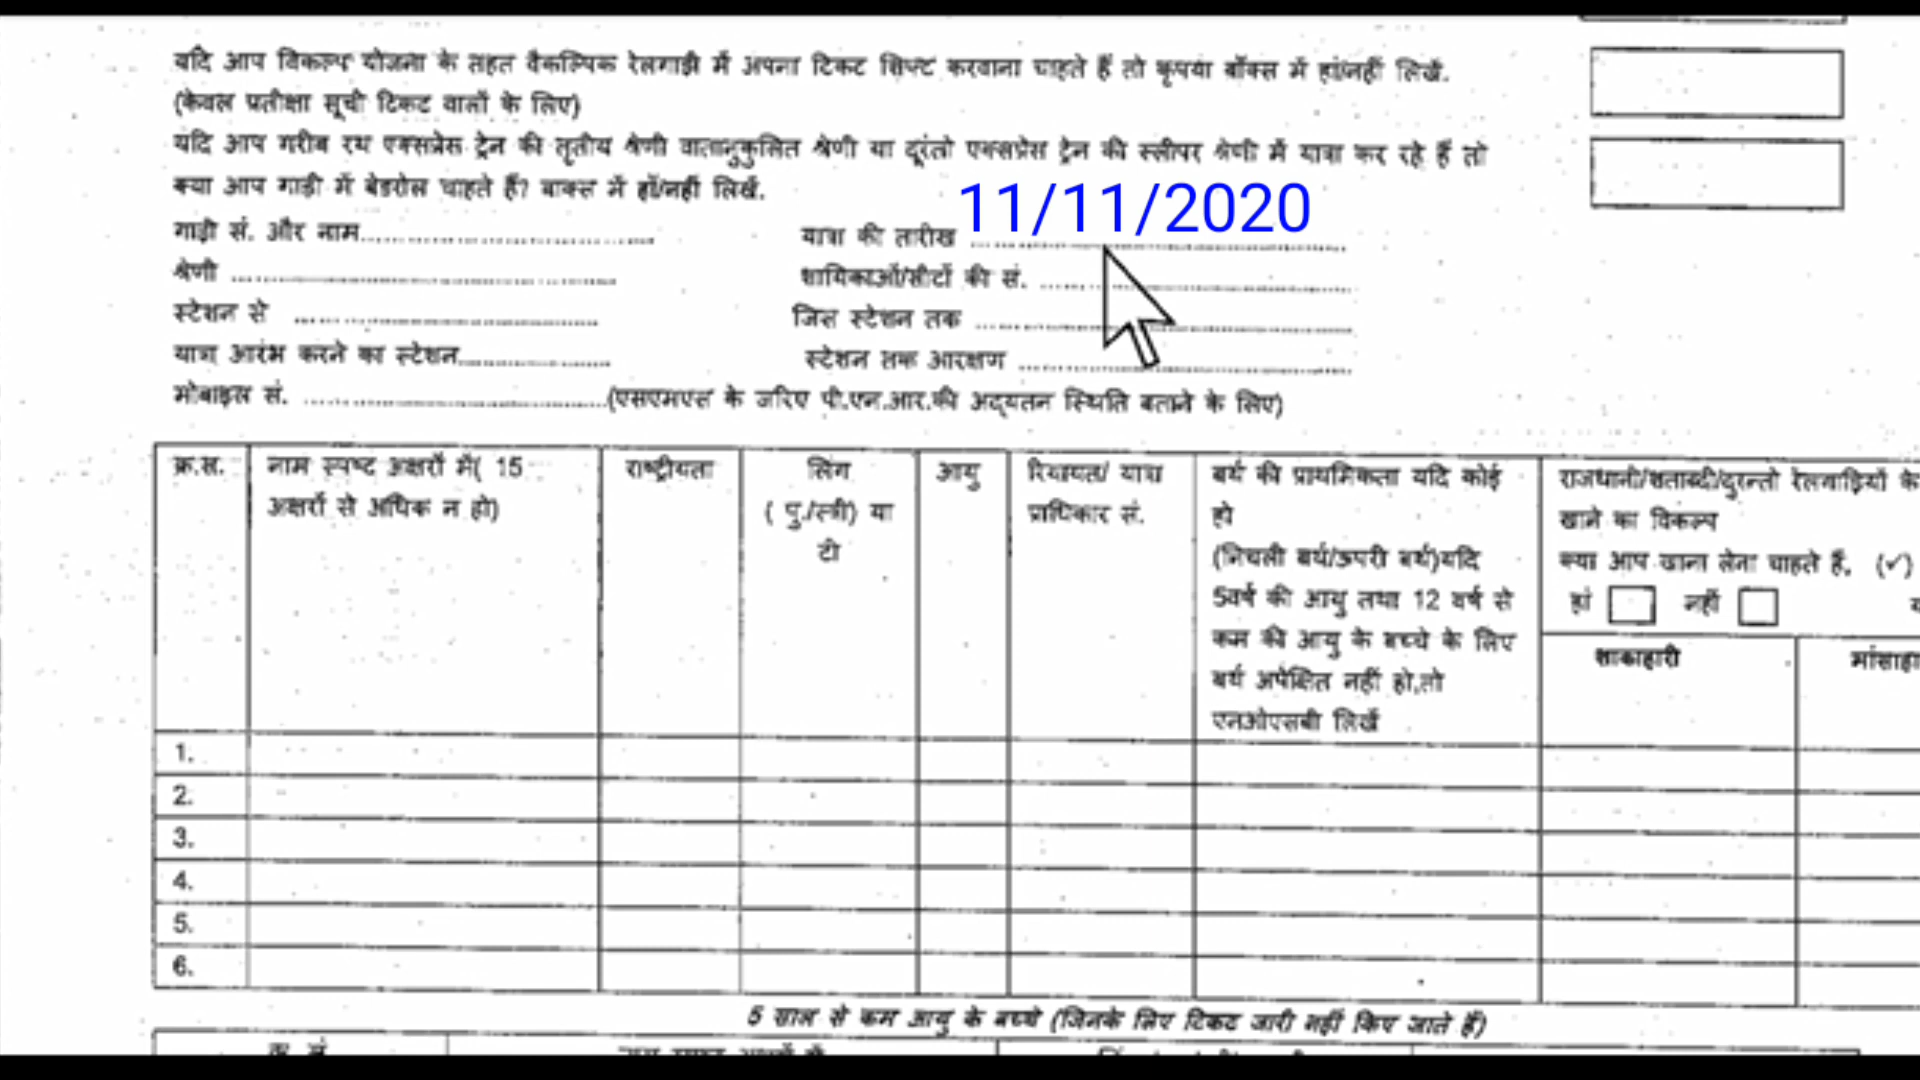 यदि आप विकल्प योजना के तहत वैकल्पिक रेलगाड़ी में अपना टिकट शिफ्ट करवाना चाहते हैं तो कृपया बॉक्स में हां/नहीं लिखें.
(केवल प्रतीक्षा सूची टिकट वालों के लिए)
यदि आप गरीब रथ एक्सप्रेस ट्रेन की तृतीय श्रेणी वातानुकुलित श्रेणी या दूरंतो एक्सप्रेस ट्रेन की स्लीपर श्रेणी में यात्रा कर रहे हैं तो
क्या आप गाड़ी में बेडरोल चाहते हैं? बाक्स में हाँ/नहीं लिखें.
गाड़ी सं. और नाम.............................. यात्रा की तारीख 11/11/2020
श्रेणी .............................. शायिकाओं/सीटों की सं. ..............................
स्टेशन से .............................. जिस स्टेशन तक ..............................
यात्रा आरंभ करने का स्टेशन.................... स्टेशन तक आरक्षण ..............................
मोबाइल सं. ..............................(एसएमएस के जरिए पी.एन.आर.की अद्यतन स्थिति बताने के लिए)
क्र.स. नाम स्पष्ट अक्षरों में( 15 राष्ट्रीयता लिंग आयु रियायत/ यात्रा बर्थ की प्राथमिकता यदि कोई राजधानी/शताब्दी/दुरन्तो रेलगाड़ियों के
अक्षरों से अधिक न हो) ( पु./स्त्री) या प्राधिकार सं. हो खाने का विकल्प
टी (निचली बर्थ/ऊपरी बर्थ)यदि क्या आप खाना लेना चाहते हैं. (✓)
5वर्ष की आयु तथा 12 वर्ष से हां नहीं
कम की आयु के बच्चे के लिए शाकाहारी
बर्थ अपेक्षित नहीं हो,तो
एनओएसबी लिखें
1.
2.
3.
4.
5.
6.
5 साल से कम आयु के बच्चे (जिनके लिए टिकट जारी नहीं किए जाते हैं)